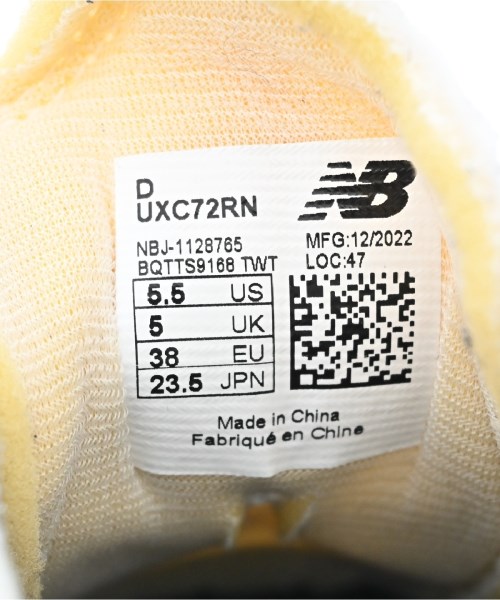 D
UXC72RN
NB
NBJ-1128765
BQTTS9168 TWT
MFG:12/2022
LOC:47
5.5 US
5 UK
38 EU
23.5 JPN
Made in China
Fabriqué en Chine